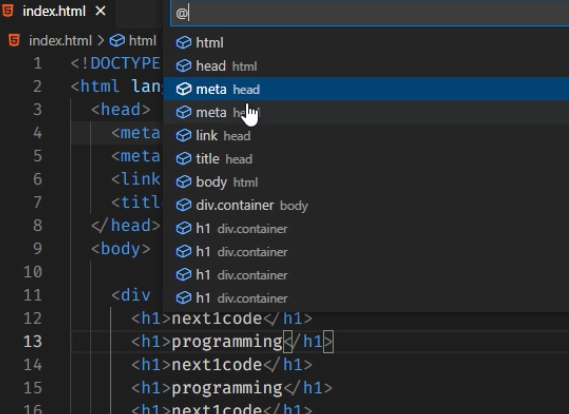 index.html ×
@
index.html > html
html
head html
meta head
meta
link head
title head
body html
div.container body
h1 div.container
h1 div.container
h1 div.container
h1 div.container
1 <!DOCTYPE
2 <html lan
3 <head>
4 <meta
5 <meta
6 <link
7 <titl
8 </head>
9 <body>
10
11 <div
12 <h1>next1code</h1>
13 <h1>programming</h1>
14 <h1>next1code</h1>
15 <h1>programming</h1>
16 <h1>next1code</h1>